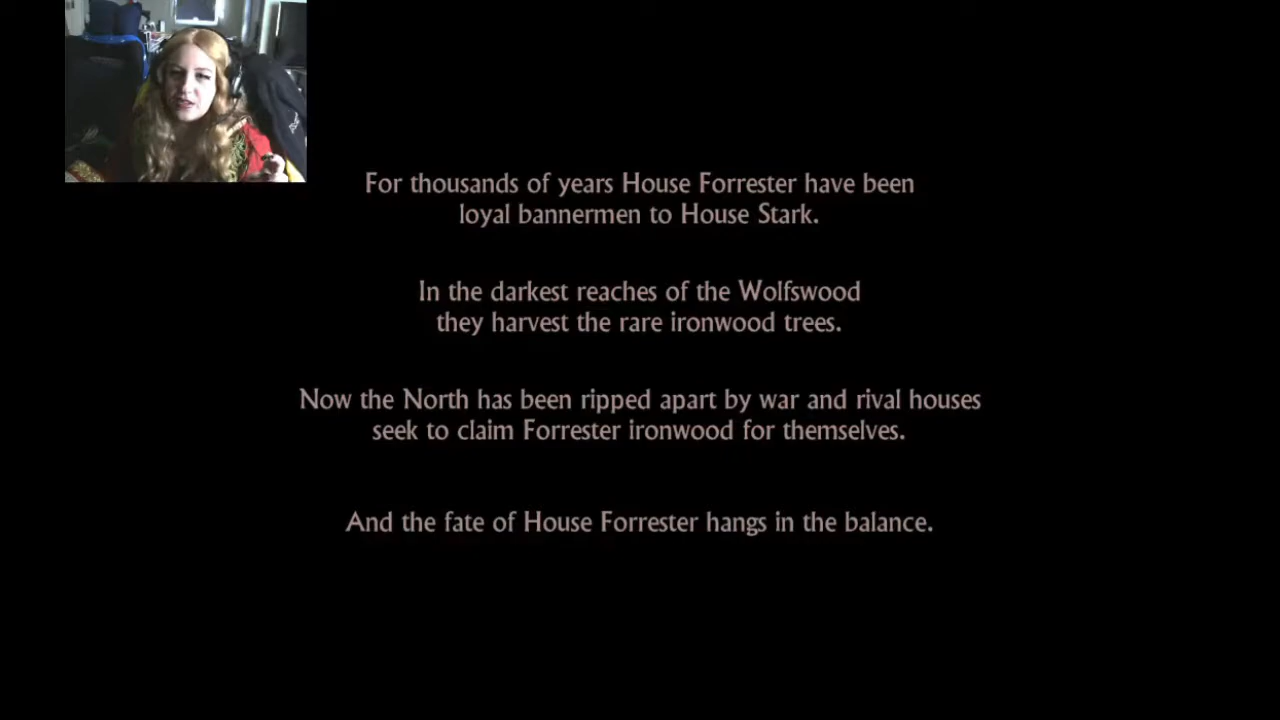 For thousands of years House Forrester have been
loyal bannermen to House Stark.
In the darkest reaches of the Wolfswood
they harvest the rare ironwood trees.
Now the North has been ripped apart by war and rival houses
seek to claim Forrester ironwood for themselves.
And the fate of House Forrester hangs in the balance.